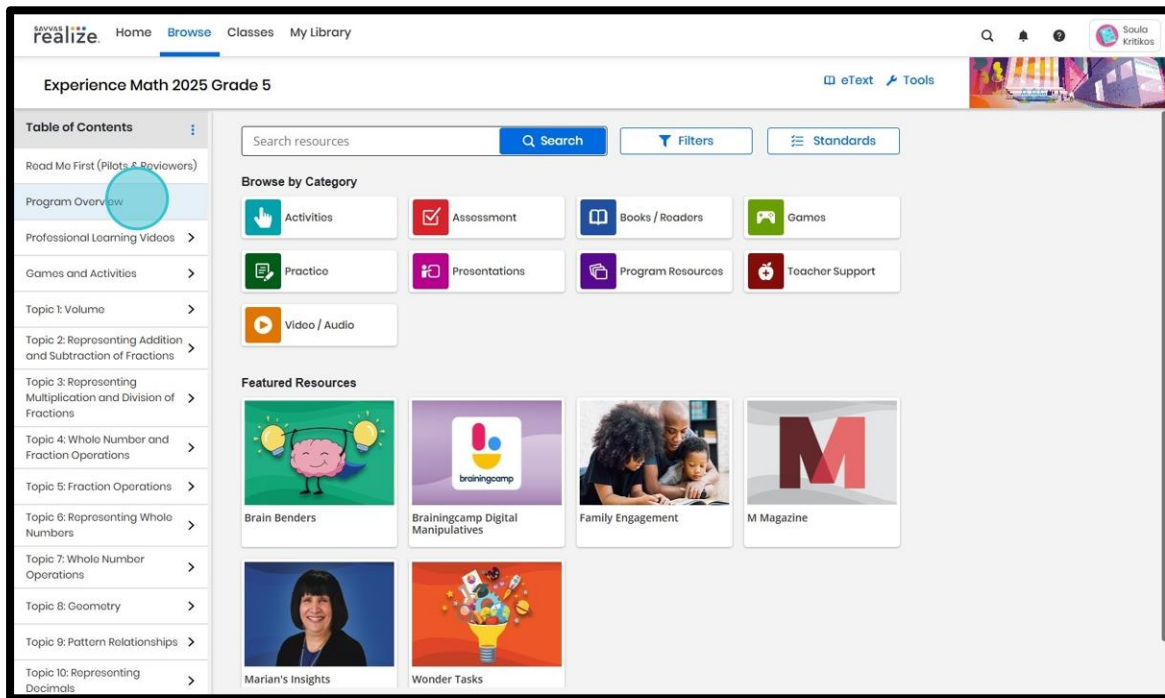 SAVVAS
realize. Home Browse Classes My Library
Soula
Kritikos
Experience Math 2025 Grade 5
eText Tools
Table of Contents
Read Me First (Pilots & Reviewers)
Program Overview
Professional Learning Videos
Games and Activities
Topic 1: Volume
Topic 2: Representing Addition
and Subtraction of Fractions
Topic 3: Representing
Multiplication and Division of
Fractions
Topic 4: Whole Number and
Fraction Operations
Topic 5: Fraction Operations
Topic 6: Representing Whole
Numbers
Topic 7: Whole Number
Operations
Topic 8: Geometry
Topic 9: Pattern Relationships
Topic 10: Representing
Decimals
Search resources Search Filters Standards
Browse by Category
Activities Assessment Books / Readers Games
Practice Presentations Program Resources Teacher Support
Video / Audio
Featured Resources
brainingcamp
M
Brain Benders Brainingcamp Digital
Manipulatives Family Engagement M Magazine
Marian's Insights Wonder Tasks